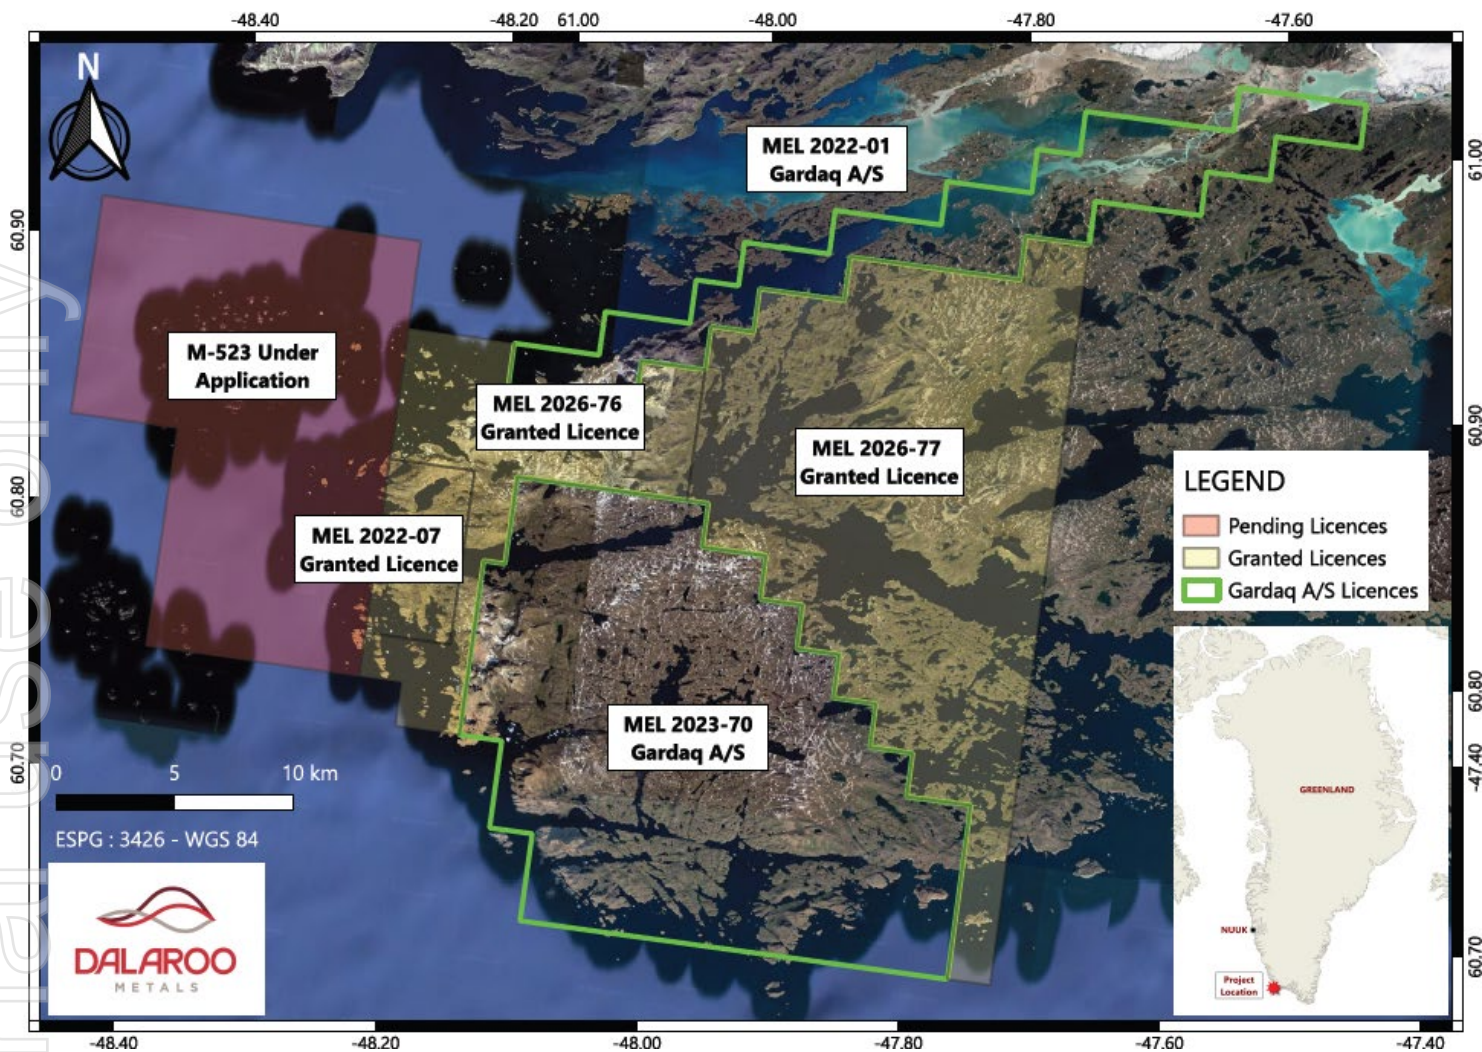 -48.40
-48.20
61.00
-48.00
-47.80
-47.60
N
60.90
60.80
60.70
61.00
60.90
60.80
-47.40
60.70
MEL 2022-01
Gardaq A/S
M-523 Under
Application
MEL 2026-76
Granted Licence
MEL 2026-77
Granted Licence
MEL 2022-07
Granted Licence
MEL 2023-70
Gardaq A/S
LEGEND
Pending Licences
Granted Licences
Gardaq A/S Licences
0 5 10 km
ESPG : 3426 - WGS 84
DALAROO
METALS
GREENLAND
NUUK
Project
Location
-48.40
-48.20
-48.00
-47.80
-47.60
-47.40
use only